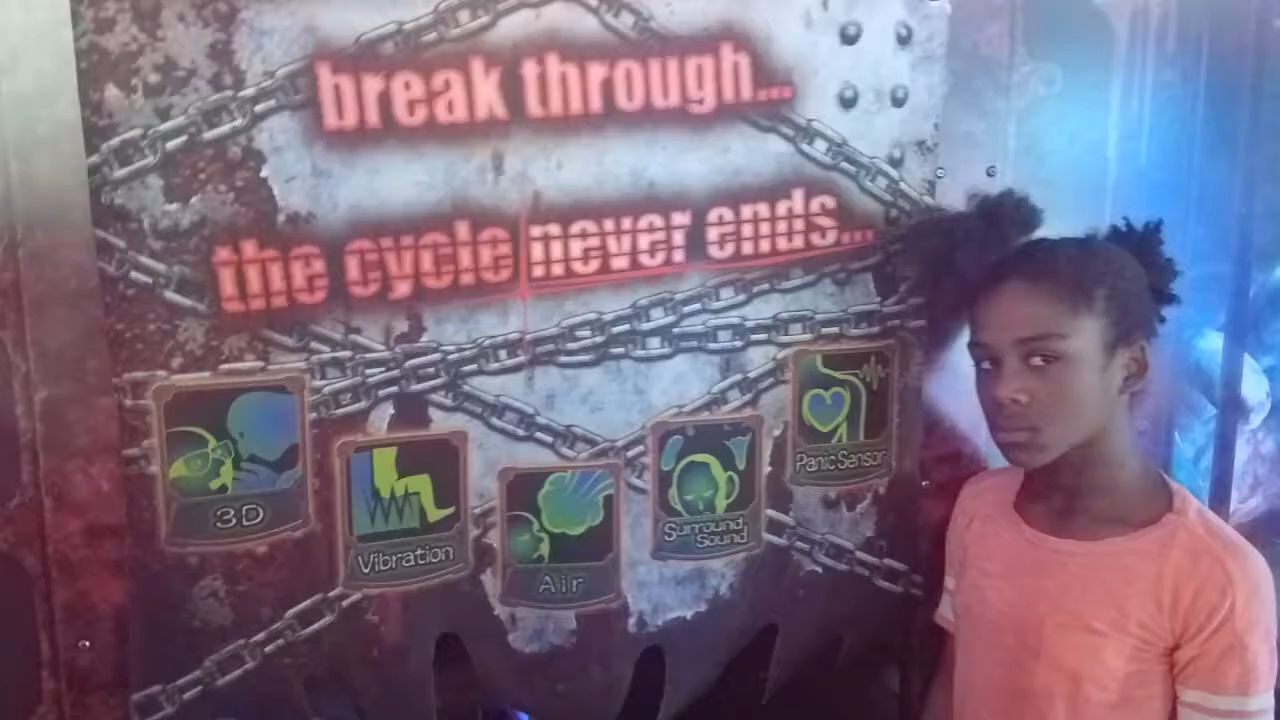 break through...
the cycle never ends...
3D
Vibration
Air
Surround
Sound
Panic Sensor